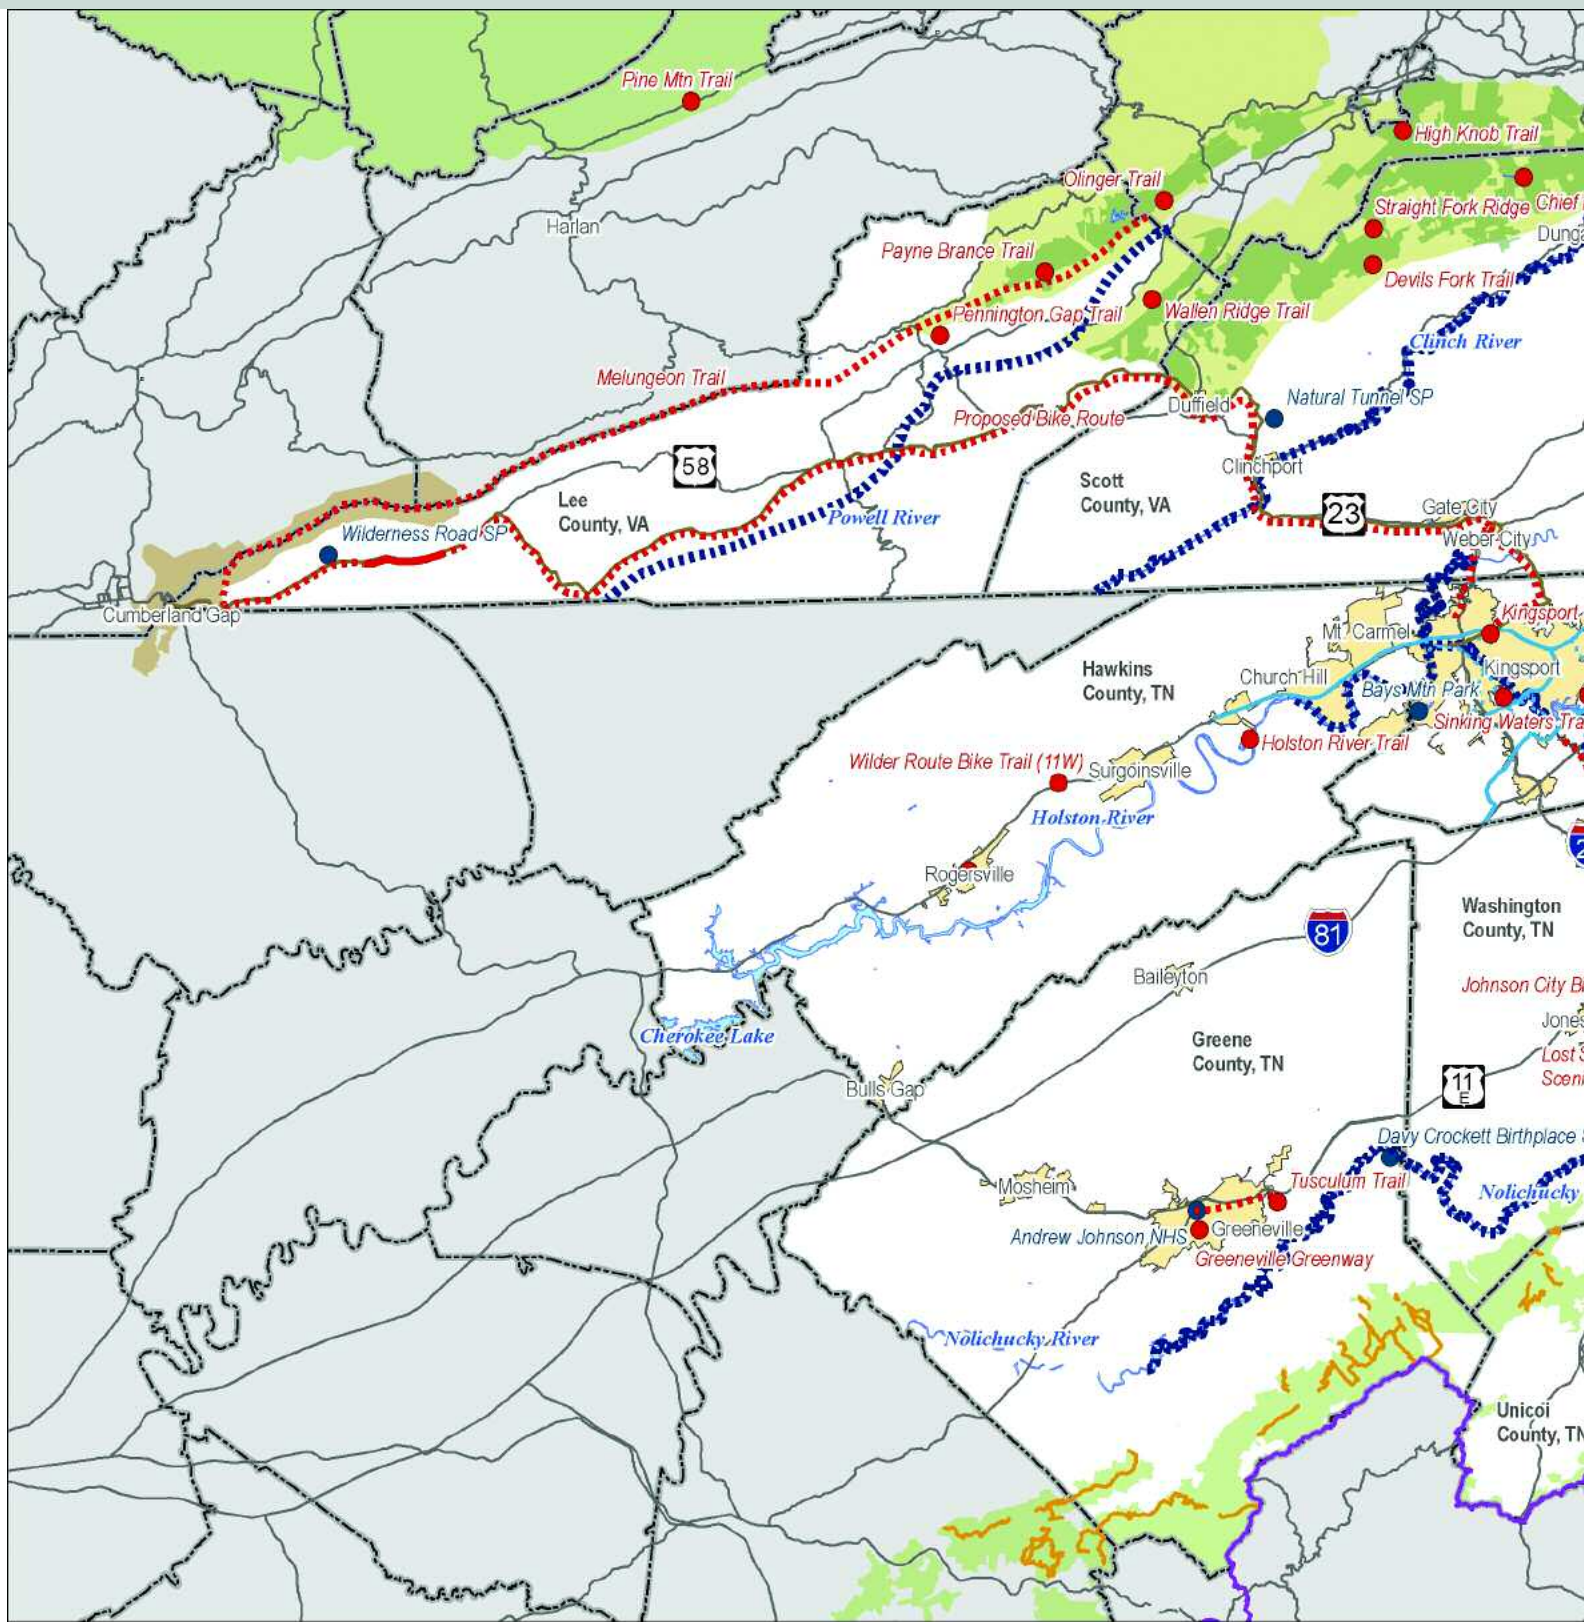 Pine Mtn Trail
High Knob Trail
Olinger Trail
Straight Fork Ridge
Chief
Harlan
Payne Brance Trail
Devils Fork Trail
Pennington Gap Trail
Wallen Ridge Trail
Clinch River
Melungeon Trail
Natural Tunnel SP
Duffield
Proposed Bike Route
58
Clinchport
Scott
County, VA
Lee
County, VA
23
Gate City
Powell River
Wilderness Road SP
Weber City
Cumberland Gap
Kingsport
Mt. Carmel
Hawkins
County, TN
Church Hill
Kingsport
Bays Mtn Park
Sinking Waters Tra
Holston River Trail
Wilder Route Bike Trail (11W)
Surgoinsville
Holston River
2
Rogersville
Washington
County, TN
81
Baileyton
Johnson City B
Jones
Cherokee Lake
Greene
County, TN
Lost S
Sceni
Bulls Gap
11
E
Davy Crockett Birthplace S
Mosheim
Tusculum Trail
Nolichucky
Andrew Johnson NHS
Greeneville
Greeneville Greenway
Nolichucky River
Unicoi
County, TN